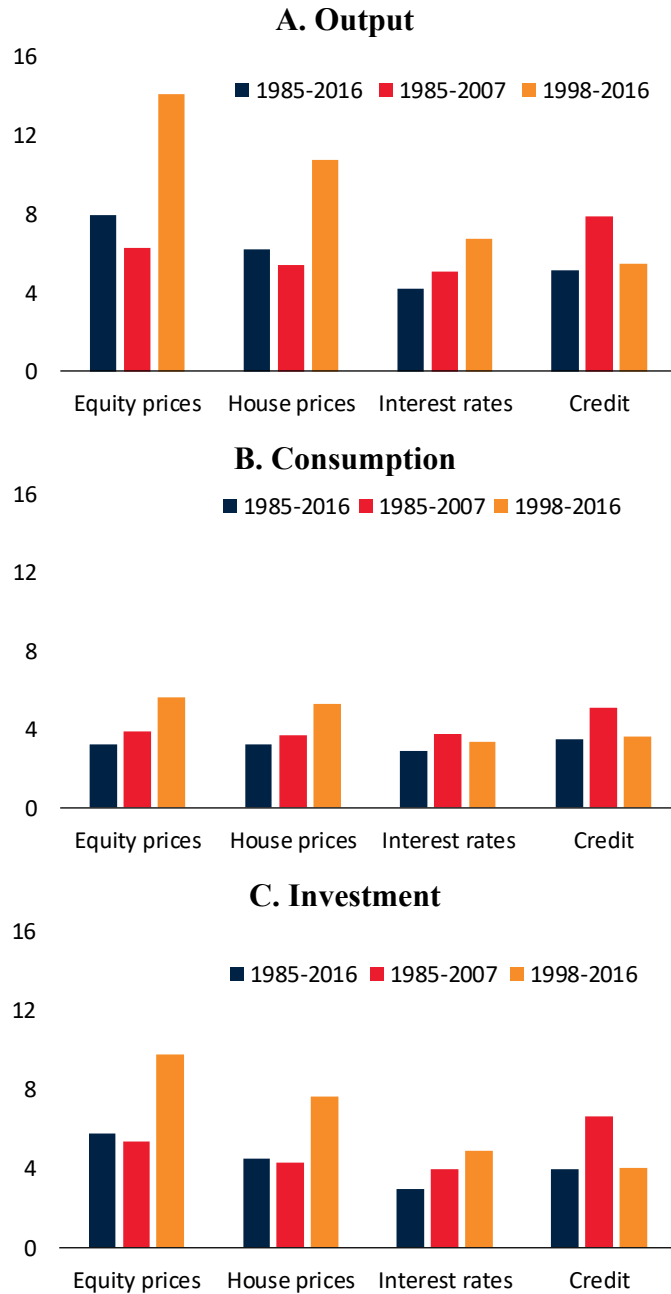 A. Output
16
1985-2016 1985-2007 1998-2016
12
8
4
0
Equity prices House prices Interest rates Credit
B. Consumption
16
1985-2016 1985-2007 1998-2016
12
8
4
0
Equity prices House prices Interest rates Credit
C. Investment
16
1985-2016 1985-2007 1998-2016
12
8
4
0
Equity prices House prices Interest rates Credit